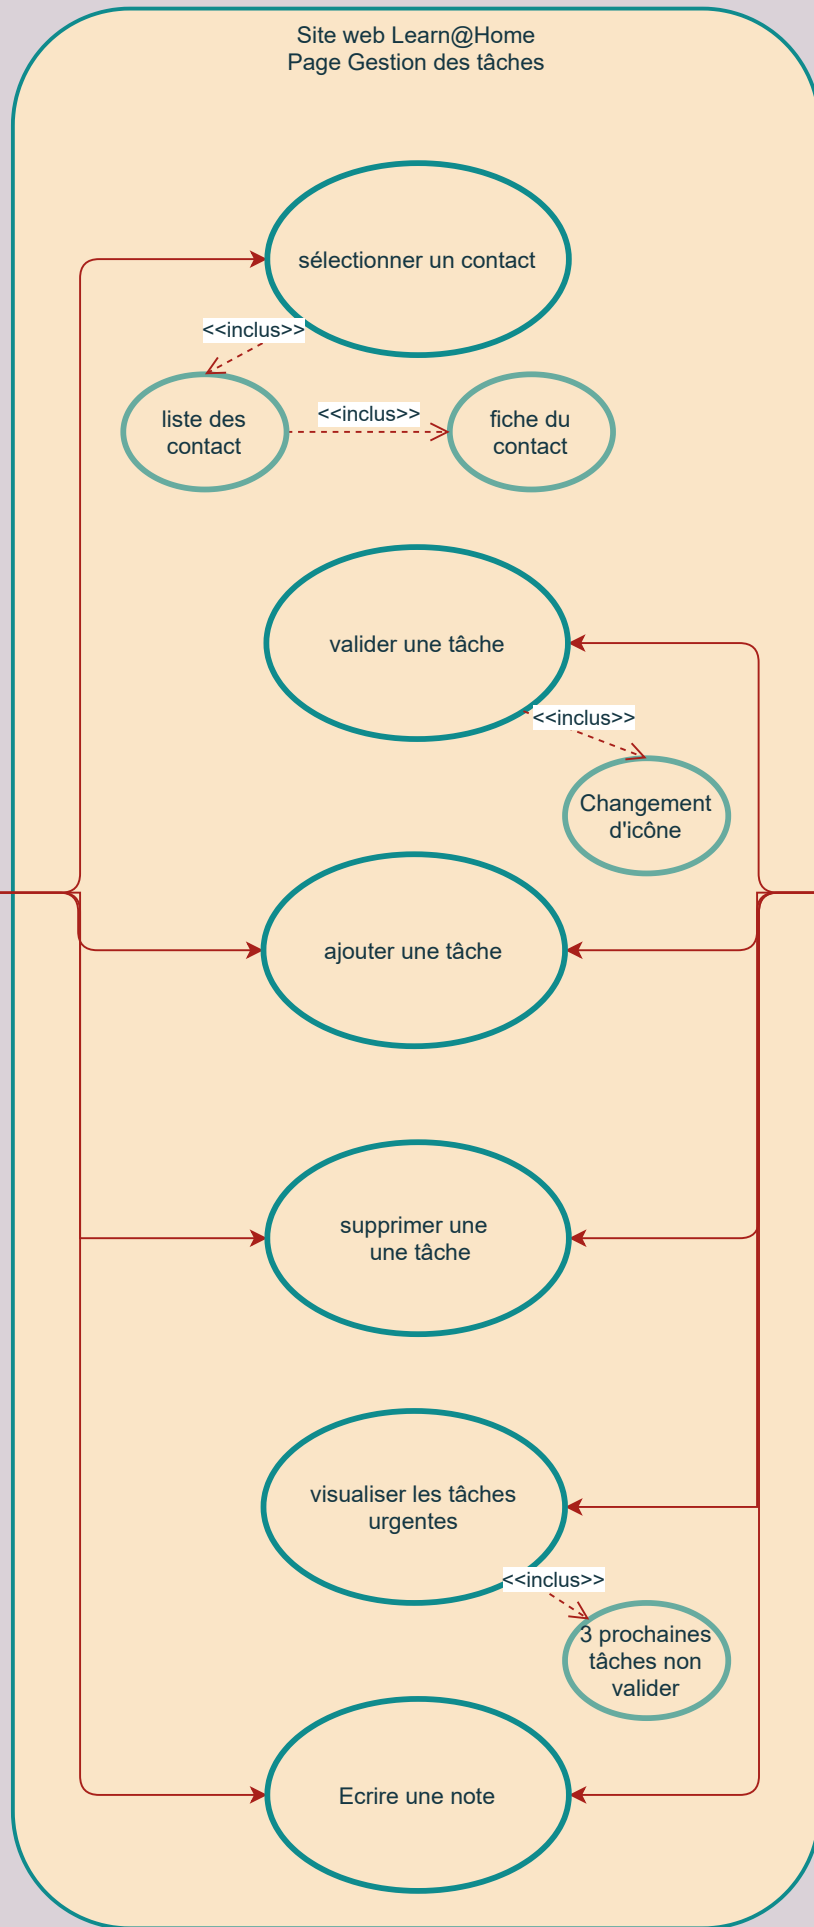 Site web Learn@Home
Page Gestion des tâches
sélectionner un contact
<<inclus>>
liste des
contact
<<inclus>>
fiche du
contact
valider une tâche
<<inclus>>
Changement
d'icône
ajouter une tâche
supprimer une
une tâche
visualiser les tâches
urgentes
<<inclus>>
3 prochaines
tâches non
valider
Ecrire une note